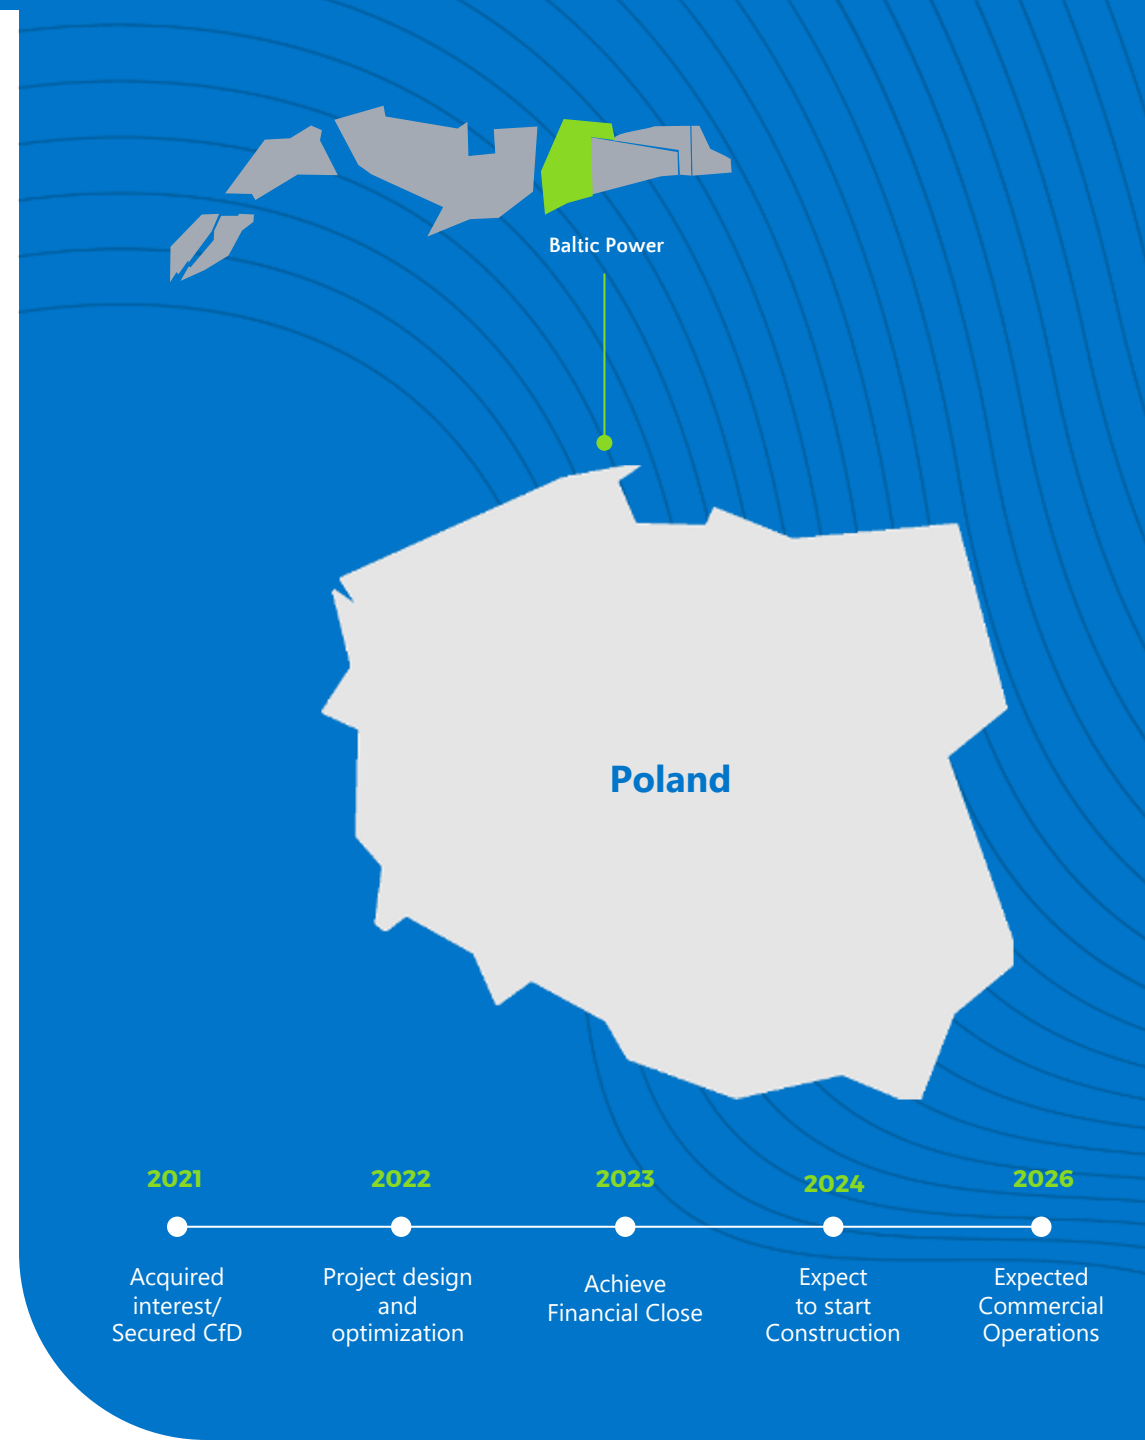 Baltic Power
Poland
2021
2022
2023
2024
2026
Acquired
interest/
Secured CfD
Project design
and
optimization
Achieve
Financial Close
Expect
to start
Construction
Expected
Commercial
Operations